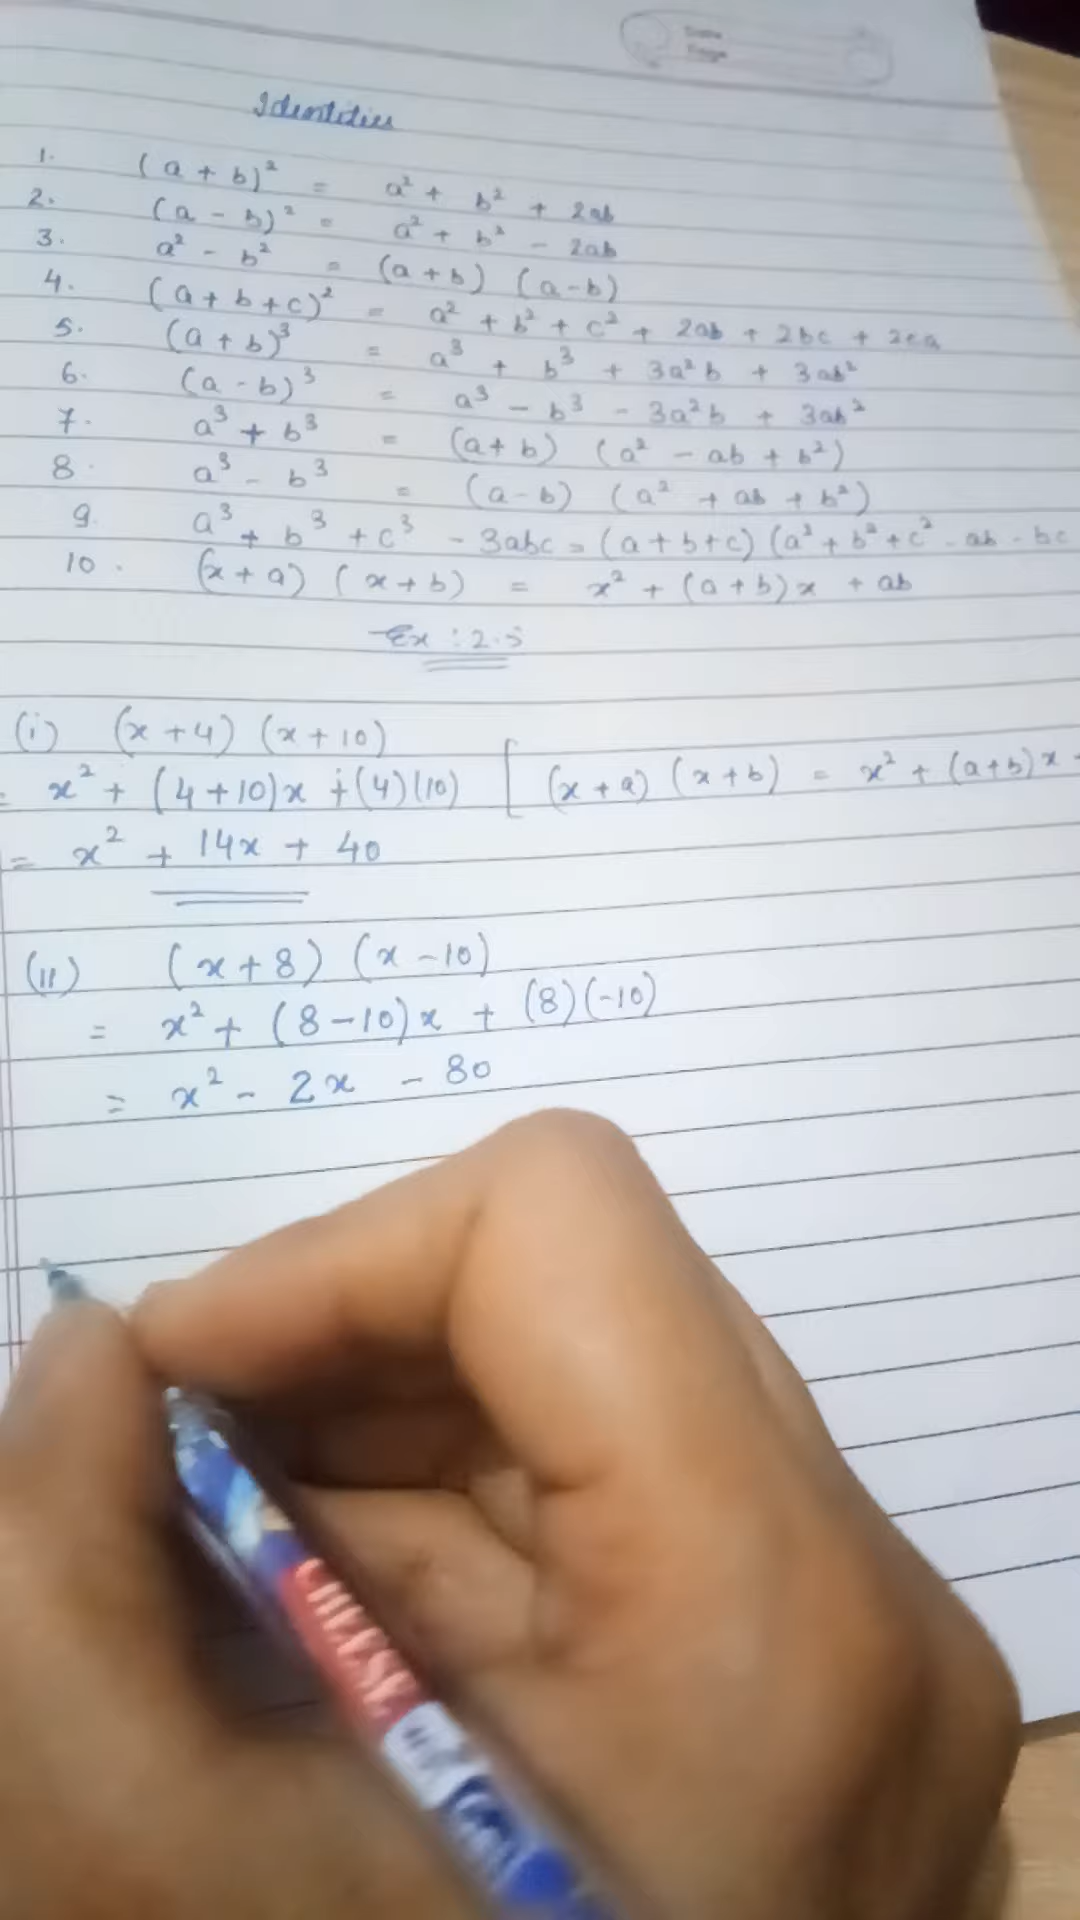 Date
Page
Identities
1. (a + b)² = a² + b² + 2ab
2. (a - b)² = a² + b² - 2ab
3. a² - b² = (a + b) (a - b)
4. (a + b + c)² = a² + b² + c² + 2ab + 2bc + 2ca
5. (a + b)³ = a³ + b³ + 3a²b + 3ab²
6. (a - b)³ = a³ - b³ - 3a²b + 3ab²
7. a³ + b³ = (a + b) (a² - ab + b²)
8. a³ - b³ = (a - b) (a² + ab + b²)
9. a³ + b³ + c³ - 3abc = (a + b + c) (a² + b² + c² - ab - bc
10. (x + a) (x + b) = x² + (a + b)x + ab
Ex : 2.5
(i) (x + 4) (x + 10)
= x² + (4 + 10)x + (4)(10) [ (x + a) (x + b) = x² + (a + b)x +
= x² + 14x + 40
(ii) (x + 8) (x - 10)
= x² + (8 - 10)x + (8)(-10)
= x² - 2x - 80
CHEESE